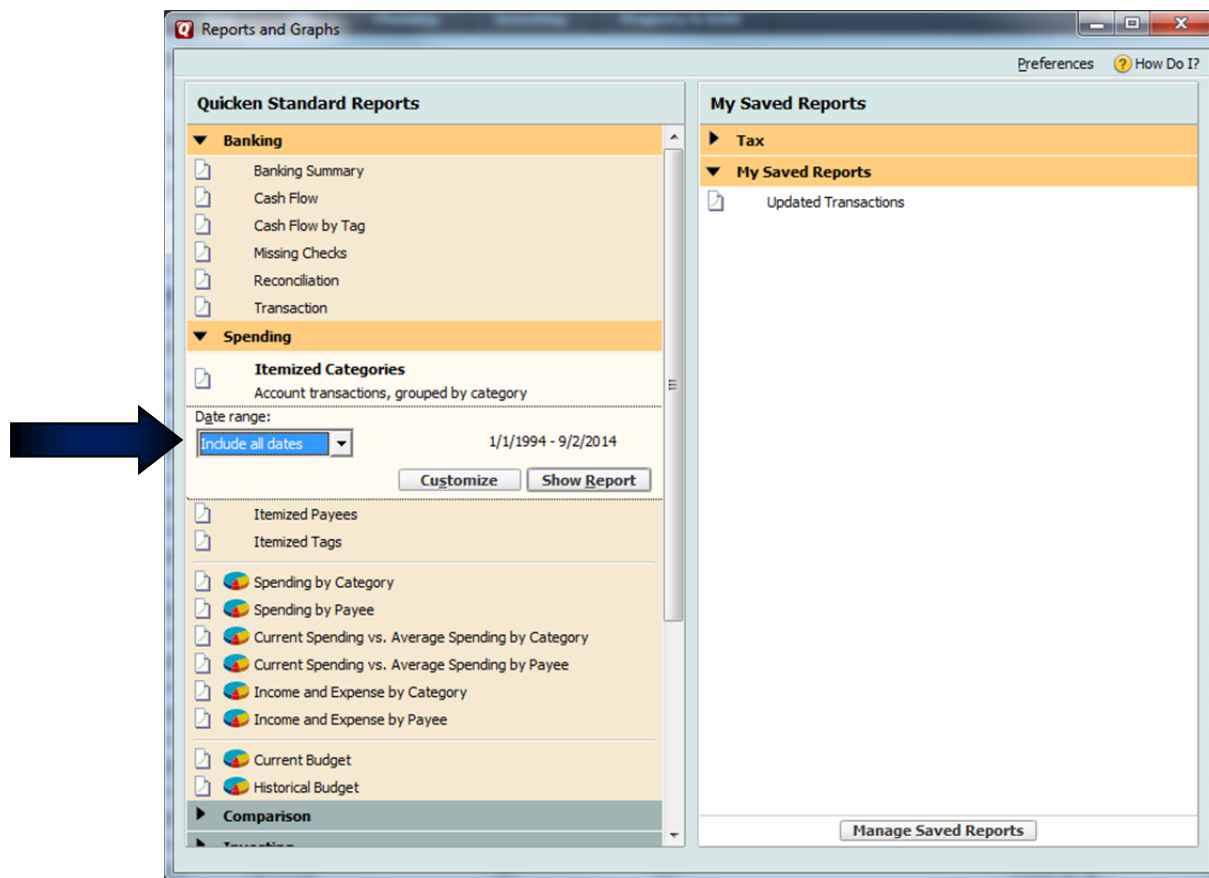 Reports and Graphs
Preferences
How Do I?
Quicken Standard Reports
Banking
Banking Summary
Cash Flow
Cash Flow by Tag
Missing Checks
Reconciliation
Transaction
Spending
Itemized Categories
Account transactions, grouped by category
Date range:
Include all dates
1/1/1994 - 9/2/2014
Customize
Show Report
Itemized Payees
Itemized Tags
Spending by Category
Spending by Payee
Current Spending vs. Average Spending by Category
Current Spending vs. Average Spending by Payee
Income and Expense by Category
Income and Expense by Payee
Current Budget
Historical Budget
Comparison
Investing
My Saved Reports
Tax
My Saved Reports
Updated Transactions
Manage Saved Reports